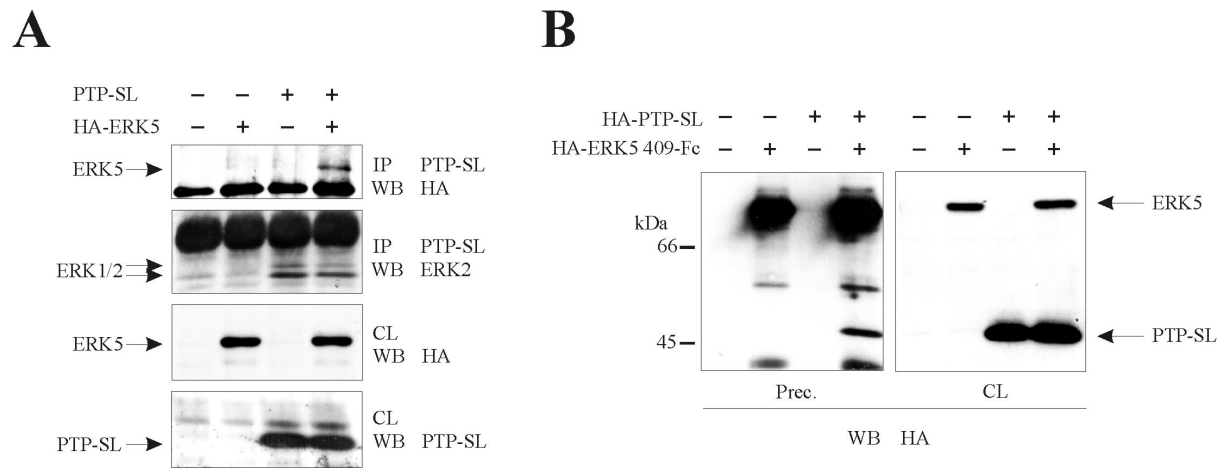 A
PTP-SL – – + +
HA-ERK5 – + – +
ERK5
IP PTP-SL
WB HA
IP PTP-SL
ERK1/2
WB ERK2
ERK5
CL
WB HA
CL
PTP-SL
WB PTP-SL
B
HA-PTP-SL – – + + – – + +
HA-ERK5 409-Fc – + – + – + – +
ERK5
kDa
66
45
PTP-SL
Prec. CL
WB HA